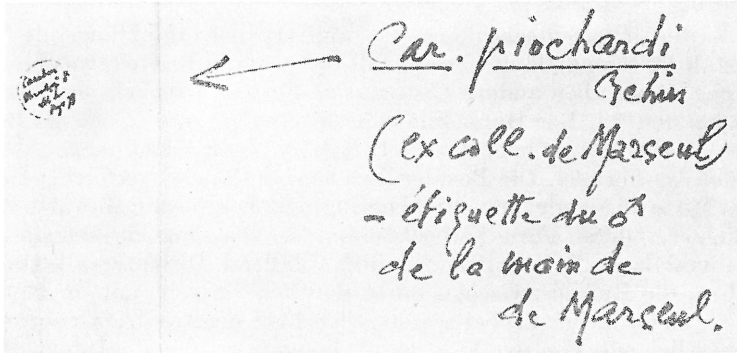 Car. piochardi
Gehin
(ex coll. de Marseul)
- étiquette du ♂
de la main de
de Marseul.